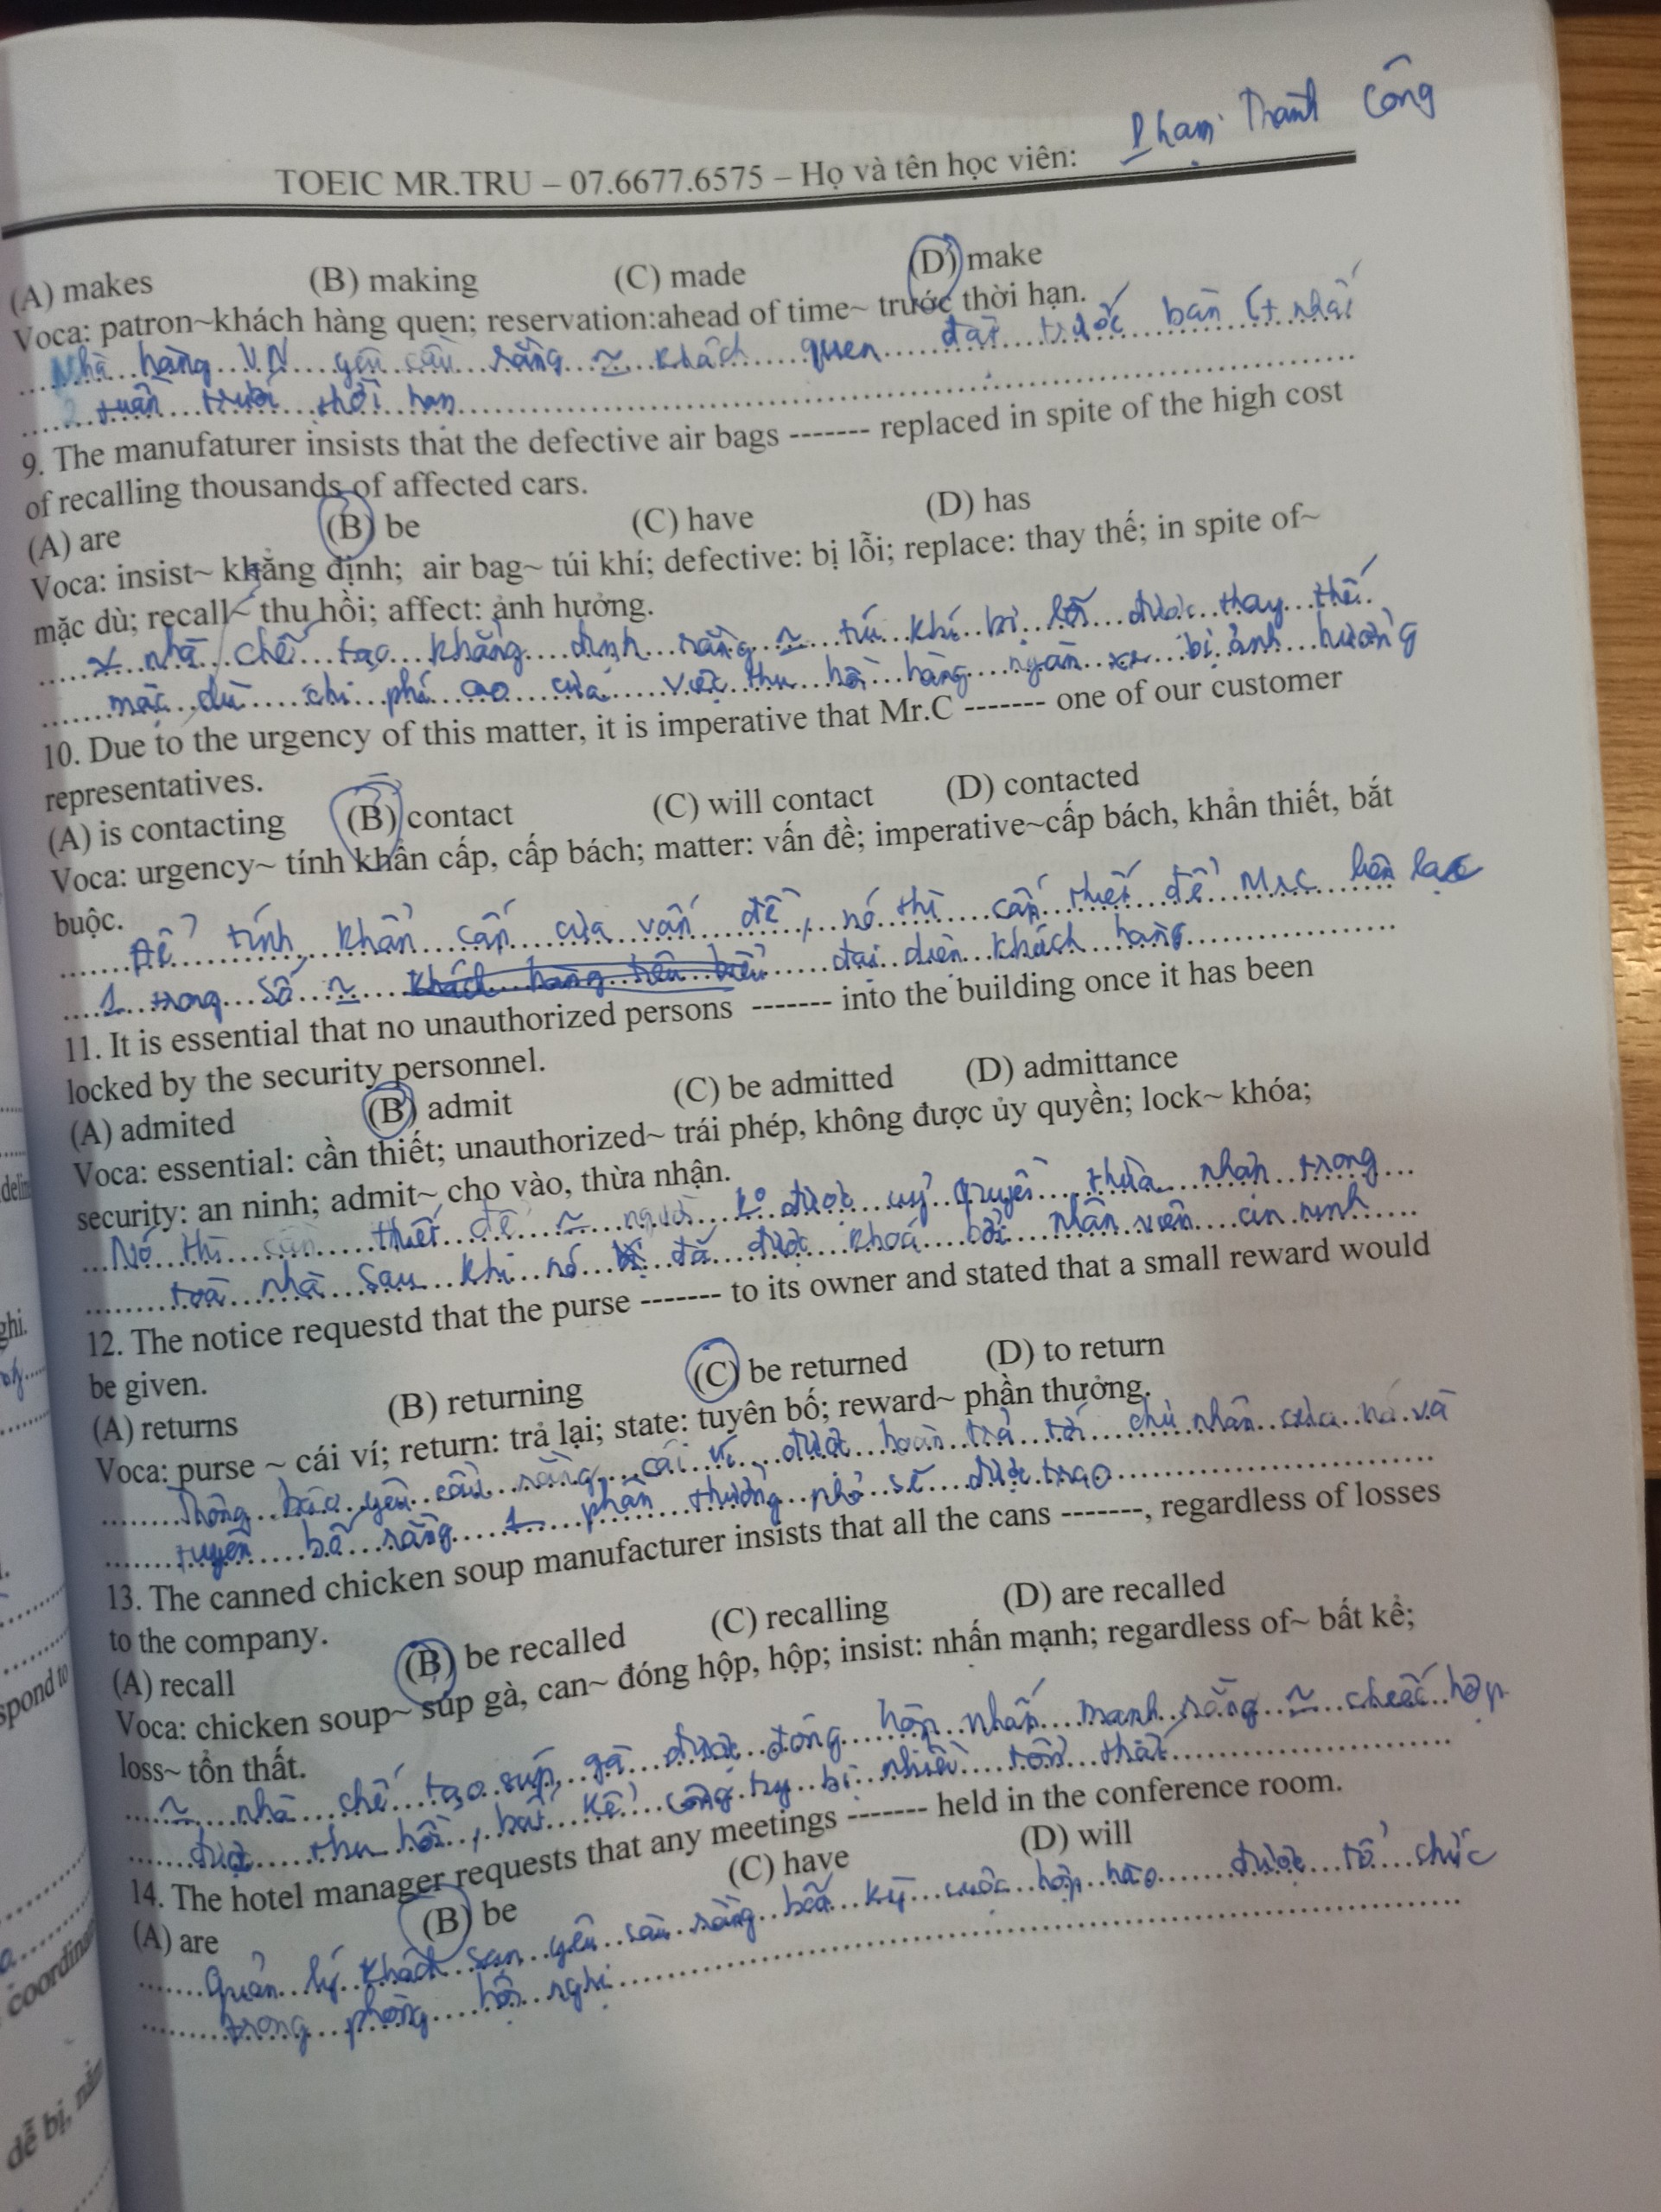 Phạm Thành Công
TOEIC MR.TRU – 07.6677.6575 – Họ và tên học viên:
(A) makes (B) making (C) made (D) make
Voca: patron~khách hàng quen; reservation:ahead of time~ trước thời hạn.
Nhà hàng VN yêu cầu rằng ~ khách quen đặt trước bàn ít nhất
2 tuần trước thời hạn
9. The manufaturer insists that the defective air bags ------- replaced in spite of the high cost
of recalling thousands of affected cars.
(A) are (B) be (C) have (D) has
Voca: insist~ khẳng định; air bag~ túi khí; defective: bị lỗi; replace: thay thế; in spite of~
mặc dù; recall~ thu hồi; affect: ảnh hưởng.
nhà chế tạo khẳng định rằng ~ túi khí bị lỗi được thay thế
mặc dù chi phí cao của việc thu hồi hàng ngàn xe bị ảnh hưởng
10. Due to the urgency of this matter, it is imperative that Mr.C ------- one of our customer
representatives.
(A) is contacting (B) contact (C) will contact (D) contacted
Voca: urgency~ tính khẩn cấp, cấp bách; matter: vấn đề; imperative~cấp bách, khẩn thiết, bắt
buộc.
Để tính khẩn cấp của vấn đề, nó thì cần thiết để Mr.C liên lạc
1 trong số ~ đại diện khách hàng
11. It is essential that no unauthorized persons ------- into the building once it has been
locked by the security personnel.
(A) admited (B) admit (C) be admitted (D) admittance
Voca: essential: cần thiết; unauthorized~ trái phép, không được ủy quyền; lock~ khóa;
security: an ninh; admit~ cho vào, thừa nhận.
Nó thì cần thiết để ~ người ko được uỷ quyền thừa nhận trong
toà nhà sau khi nó đã được khoá bởi nhân viên an ninh
12. The notice requestd that the purse ------- to its owner and stated that a small reward would
be given.
(A) returns (B) returning (C) be returned (D) to return
Voca: purse ~ cái ví; return: trả lại; state: tuyên bố; reward~ phần thưởng.
Thông báo yêu cầu rằng cái ví được hoàn trả tới chủ nhân của nó và
tuyên bố rằng 1 phần thưởng nhỏ sẽ được trao
13. The canned chicken soup manufacturer insists that all the cans -------, regardless of losses
to the company.
(A) recall (B) be recalled (C) recalling (D) are recalled
Voca: chicken soup~ súp gà, can~ đóng hộp, hộp; insist: nhấn mạnh; regardless of~ bất kể;
loss~ tổn thất.
~ nhà chế tạo súp gà được đóng hộp nhấn mạnh rằng ~ chiếc hộp
được thu hồi, bất kể công ty bị nhiều tổn thất
14. The hotel manager requests that any meetings ------- held in the conference room.
(A) are (B) be (C) have (D) will
Quản lý khách sạn yêu cầu rằng bất kỳ cuộc họp nào được tổ chức
trong phòng hội nghị
ghi.
spond to
coordina
dễ bị, nắ